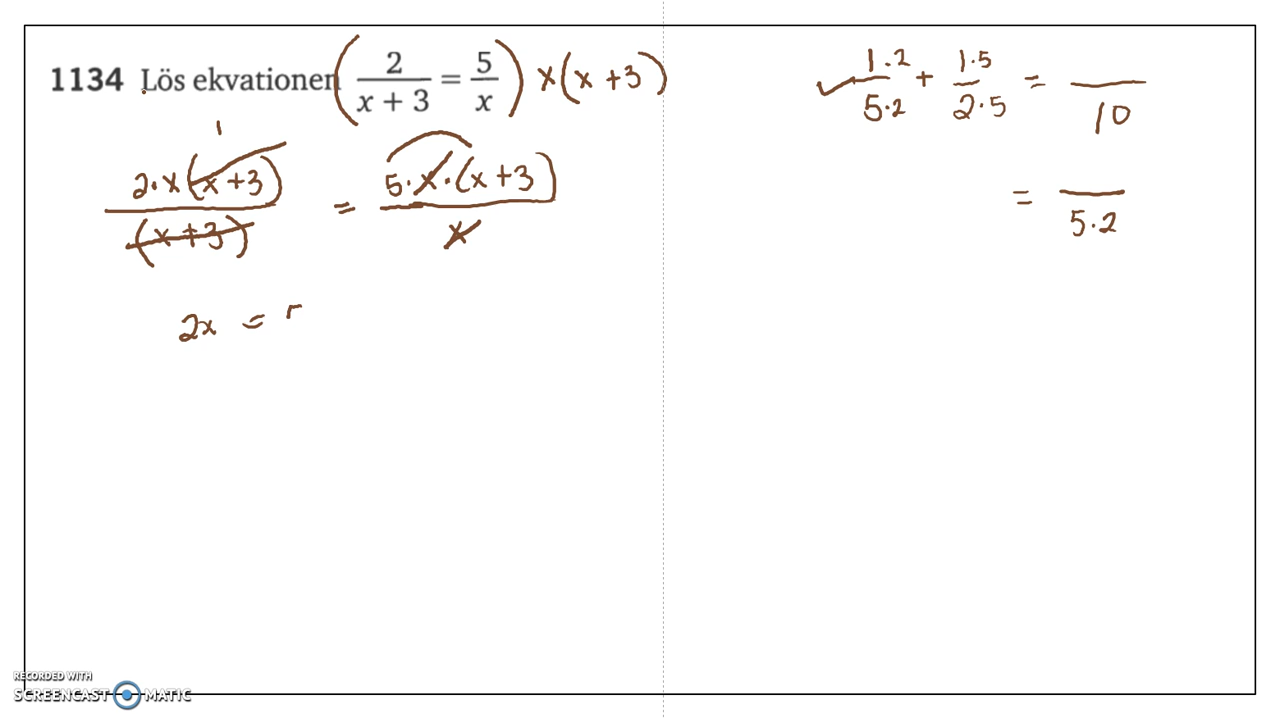 1134 Lös ekvationen ( 2/(x + 3) = 5/x ) x(x + 3)
1
2·x(x+3)/(x+3) = 5·x·(x+3)/x
2x =
1·2/5·2 + 1·5/2·5 = /10
= /5·2
RECORDED WITH
SCREENCAST MATIC